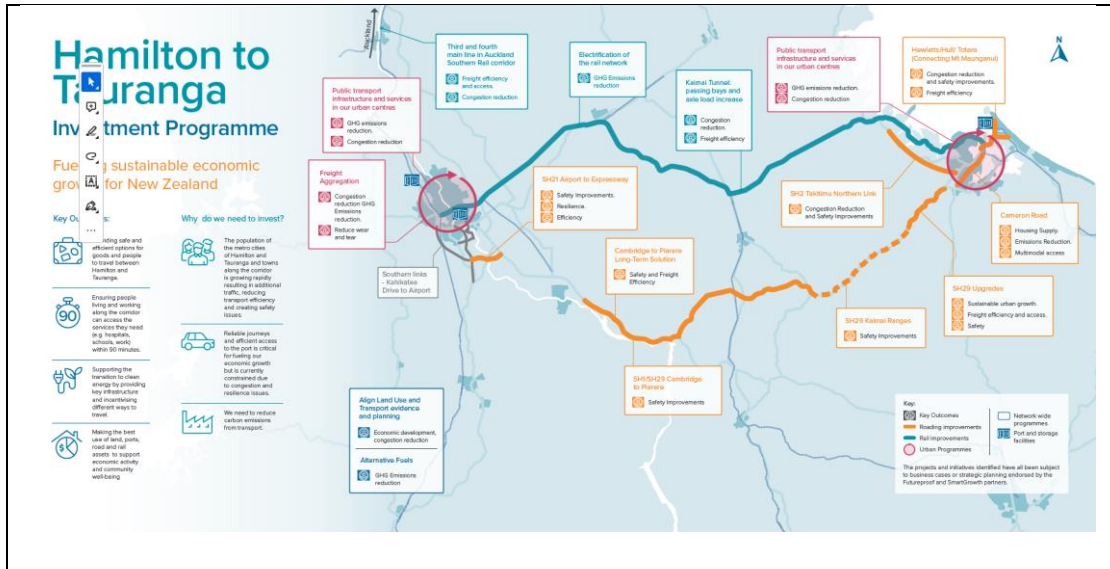 Hamilton to
Tauranga
Investment Programme
Fuelling sustainable economic
growth for New Zealand
Key Outcomes:
Providing safe and
efficient options for
goods and people
to travel between
Hamilton and
Tauranga.
90
Ensuring people
living and working
along the corridor
can access the
services they need
(e.g. hospitals,
schools, work)
within 90 minutes.
Supporting the
transition to clean
energy by providing
key infrastructure
and incentivising
different ways to
travel.
Making the best
use of land, ports,
road and rail
assets to support
economic activity
and community
well-being
Why do we need to invest?
The population of
the metro cities
of Hamilton and
Tauranga and towns
along the corridor
is growing rapidly
resulting in additional
traffic, reducing
transport efficiency
and creating safety
issues.
Reliable journeys
and efficient access
to the port is critical
for fueling our
economic growth
but is currently
constrained due
to congestion and
resilience issues.
We need to reduce
carbon emissions
from transport.
Auckland
Third and fourth
main line in Auckland
Southern Rail corridor
Freight efficiency
and access.
Congestion reduction
Electrification of
the rail network
GHG Emissions
reduction
Public transport
infrastructure and services
in our urban centres
GHG emissions
reduction.
Congestion reduction
Freight
Aggregation
Congestion
reduction GHG
Emissions
reduction.
Reduce wear
and tear
Kaimai Tunnel
passing bays and
axle load increase
Congestion
reduction.
Freight efficiency
Public transport
infrastructure and services
in our urban centres
GHG emissions reduction.
Congestion reduction
Hewletts/Hull/ Totara
(Connecting Mt Maunganui)
Congestion reduction
and safety improvements.
Freight efficiency
N
SH21 Airport to Expressway
Safety Improvements.
Resilience.
Efficiency
SH2 Takitimu Northern Link
Congestion Reduction
and Safety Improvements
Cameron Road
Housing Supply.
Emissions Reduction.
Multimodal access
Southern links
- Kahikatea
Drive to Airport
Cambridge to Piarere
Long-Term Solution
Safety and Freight
Efficiency
SH29 Kaimai Ranges
Safety Improvements
SH29 Upgrades
Sustainable urban growth.
Freight efficiency and access.
Safety
SH1/SH29 Cambridge
to Piarere
Safety Improvements
Align Land Use and
Transport evidence
and planning
Economic development,
congestion reduction
Alternative Fuels
GHG Emissions
reduction
Key:
Key Outcomes
Roading improvements
Rail improvements
Urban Programmes
Network wide
programmes
Port and storage
facilities
The projects and initiatives identified have all been subject
to business cases or strategic planning endorsed by the
Futureproof and SmartGrowth partners.